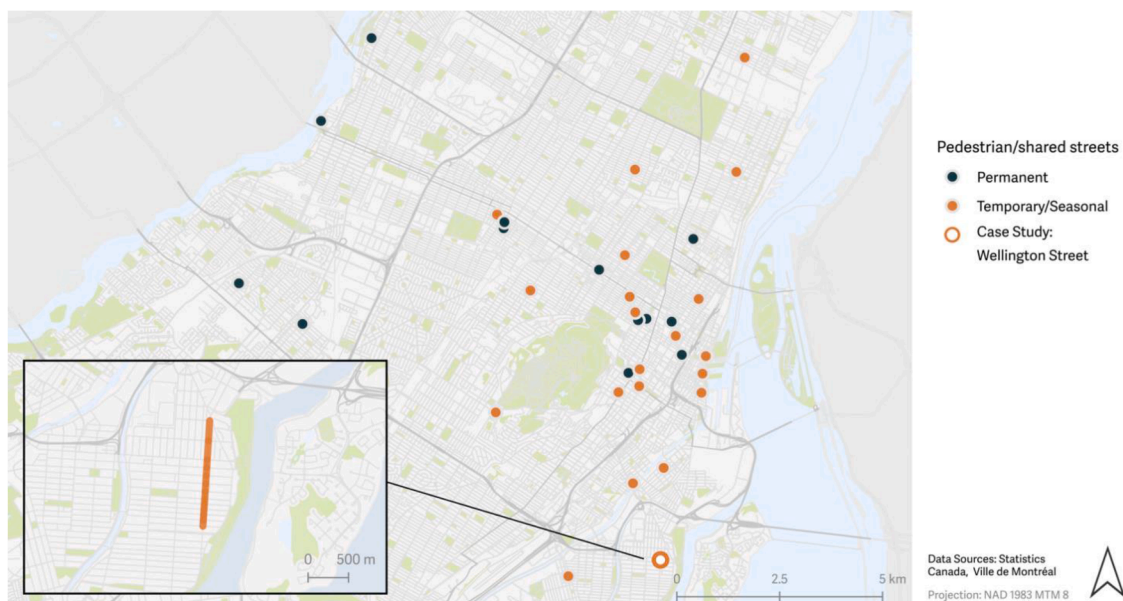 Pedestrian/shared streets
Permanent
Temporary/Seasonal
Case Study:
Wellington Street
0 500 m
0 2.5 5 km
Data Sources: Statistics
Canada, Ville de Montréal
Projection: NAD 1983 MTM 8